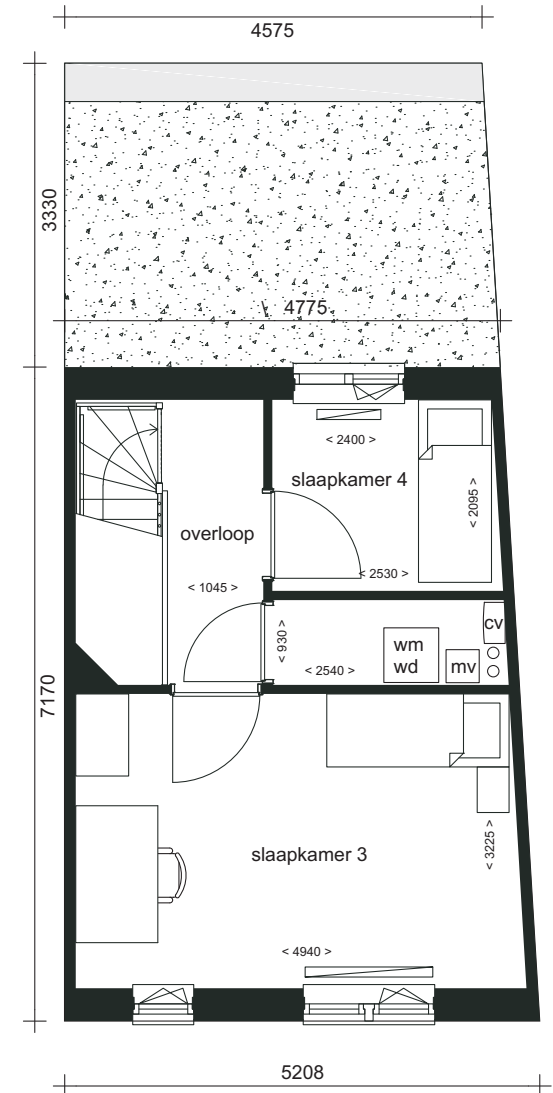 4575
3330
4775
< 2400 >
slaapkamer 4
< 2095 >
overloop
< 2530 >
< 1045 >
cv
< 930 >
wm
wd
mv
< 2540 >
7170
slaapkamer 3
< 3225 >
< 4940 >
5208